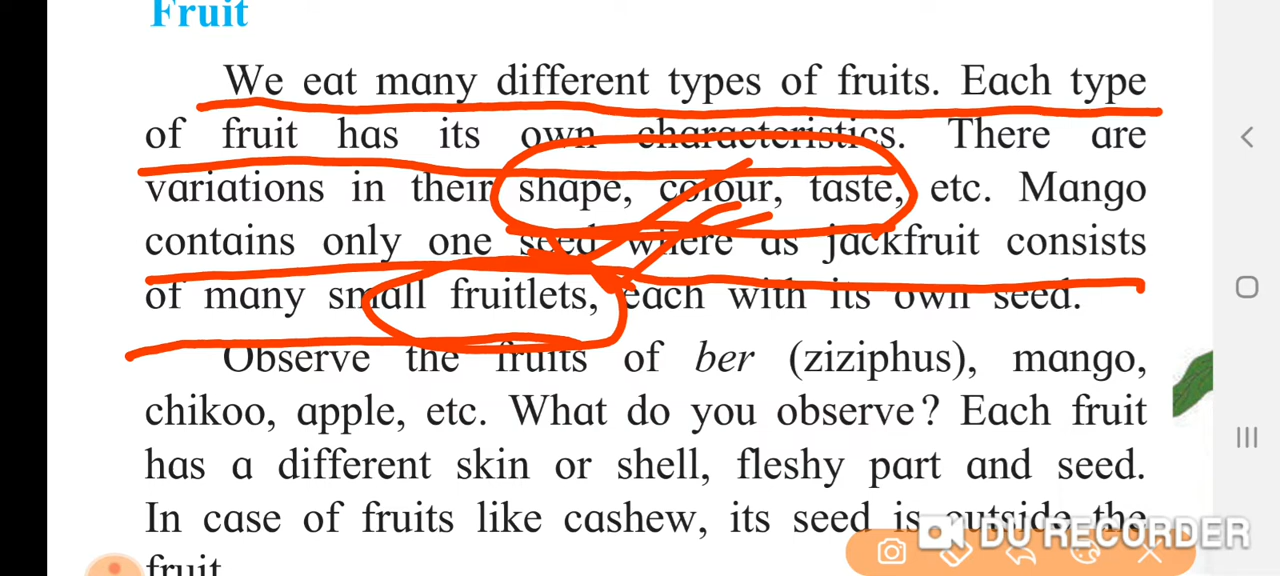 Fruit
We eat many different types of fruits. Each type
of fruit has its own characteristics. There are
variations in their shape, colour, taste, etc. Mango
contains only one seed where as jackfruit consists
of many small fruitlets, each with its own seed.
Observe the fruits of ber (ziziphus), mango,
chikoo, apple, etc. What do you observe? Each fruit
has a different skin or shell, fleshy part and seed.
In case of fruits like cashew, its seed is outside the
fruit.
DU RECORDER